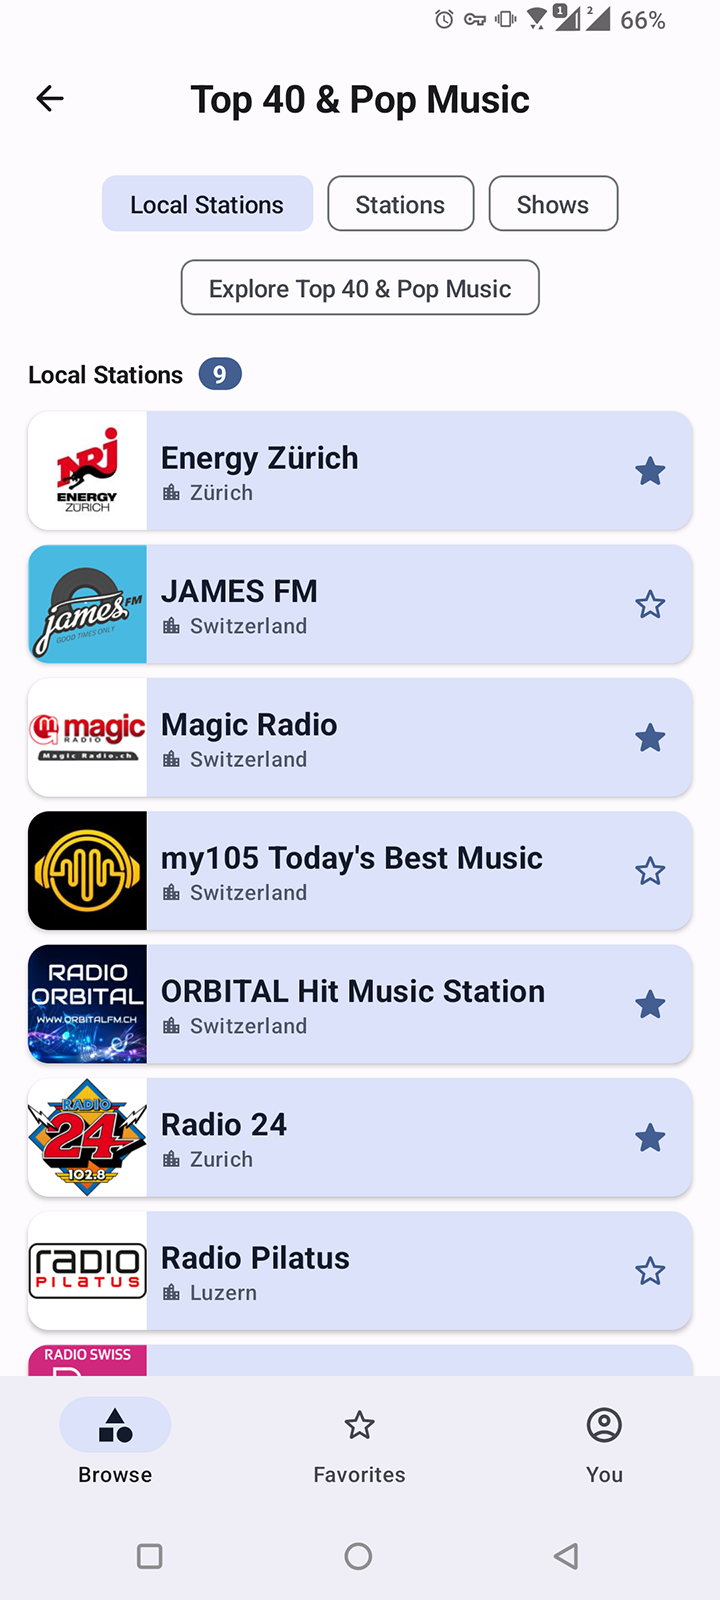 1 2 66%
Top 40 & Pop Music
Local Stations Stations Shows
Explore Top 40 & Pop Music
Local Stations 9
NRJ
ENERGY
ZÜRICH
Energy Zürich
Zürich
james FM
GOOD TIMES ONLY
JAMES FM
Switzerland
m magic
RADIO
Magic Radio.ch
Magic Radio
Switzerland
my105 Today's Best Music
Switzerland
RADIO
ORBITAL
WWW.ORBITALFM.CH
ORBITAL Hit Music Station
Switzerland
RADIO
24
102.8
Radio 24
Zurich
radio
PILATUS
Radio Pilatus
Luzern
RADIO SWISS
Browse Favorites You